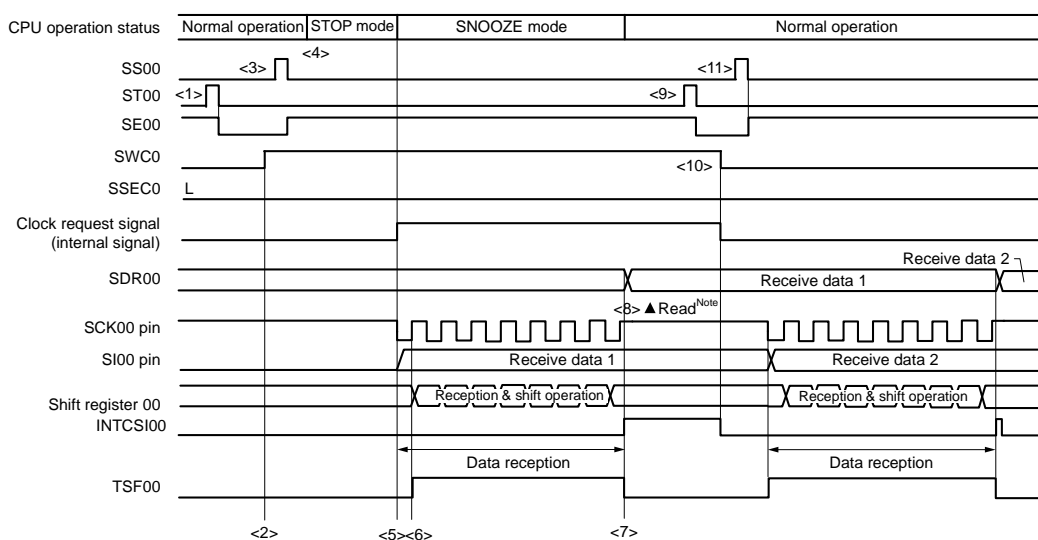 CPU operation status Normal operation STOP mode SNOOZE mode Normal operation
<4>
SS00 <3> <11>
ST00 <1> <9>
SE00
SWC0 <10>
SSEC0 L
Clock request signal
(internal signal)
Receive data 2
SDR00 Receive data 1
<8> ▲Read Note
SCK00 pin
SI00 pin Receive data 1 Receive data 2
Shift register 00 Reception & shift operation Reception & shift operation
INTCSI00
Data reception Data reception
TSF00
<2> <5><6> <7>